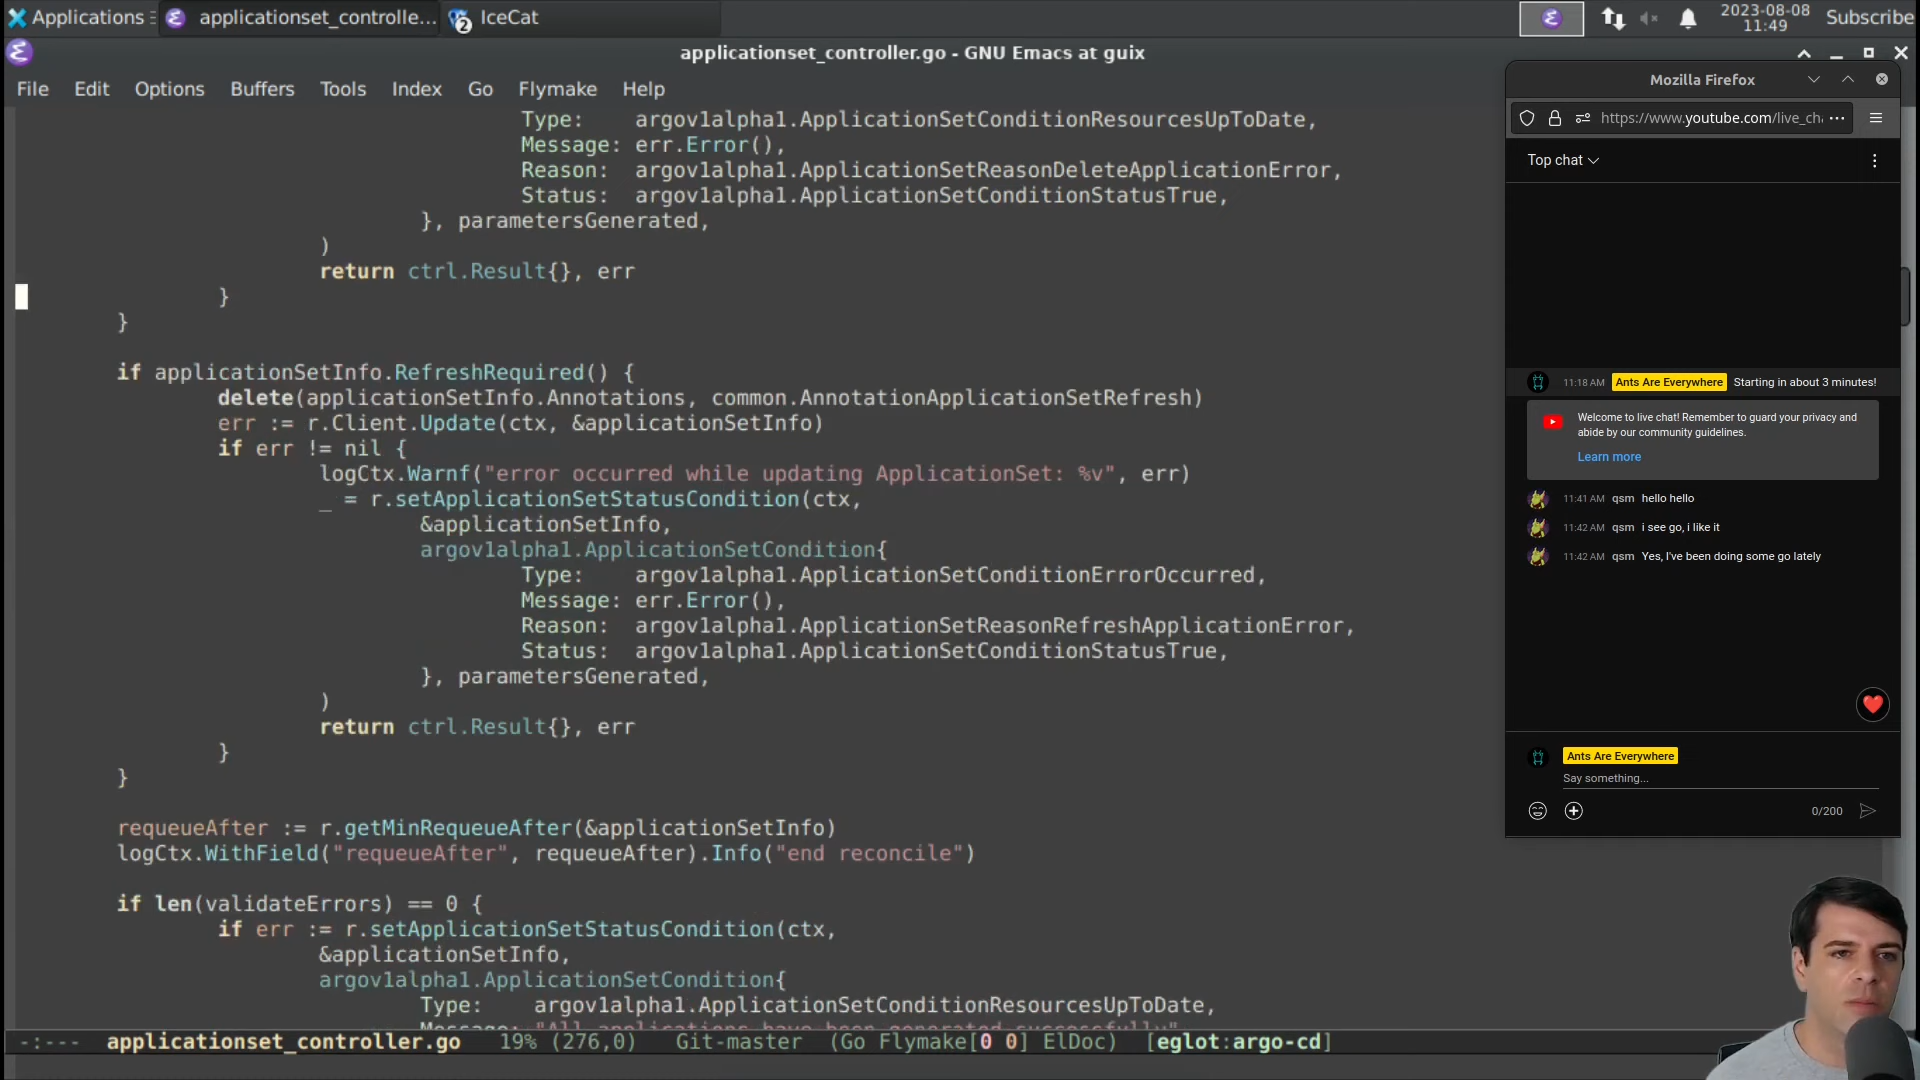 Applications
applicationset_controlle...
2
IceCat
2023-08-08
11:49
Subscribe
applicationset_controller.go - GNU Emacs at guix
File Edit Options Buffers Tools Index Go Flymake Help
Type: argov1alpha1.ApplicationSetConditionResourcesUpToDate,
Message: err.Error(),
Reason: argov1alpha1.ApplicationSetReasonDeleteApplicationError,
Status: argov1alpha1.ApplicationSetConditionStatusTrue,
}, parametersGenerated,
)
return ctrl.Result{}, err
}
}
if applicationSetInfo.RefreshRequired() {
delete(applicationSetInfo.Annotations, common.AnnotationApplicationSetRefresh)
err := r.Client.Update(ctx, &applicationSetInfo)
if err != nil {
logCtx.Warnf("error occurred while updating ApplicationSet: %v", err)
_ = r.setApplicationSetStatusCondition(ctx,
&applicationSetInfo,
argov1alpha1.ApplicationSetCondition{
Type: argov1alpha1.ApplicationSetConditionErrorOccurred,
Message: err.Error(),
Reason: argov1alpha1.ApplicationSetReasonRefreshApplicationError,
Status: argov1alpha1.ApplicationSetConditionStatusTrue,
}, parametersGenerated,
)
return ctrl.Result{}, err
}
}
requeueAfter := r.getMinRequeueAfter(&applicationSetInfo)
logCtx.WithField("requeueAfter", requeueAfter).Info("end reconcile")
if len(validateErrors) == 0 {
if err := r.setApplicationSetStatusCondition(ctx,
&applicationSetInfo,
argov1alpha1.ApplicationSetCondition{
Type: argov1alpha1.ApplicationSetConditionResourcesUpToDate,
Message: "All applications have been generated successfully"
-:--- applicationset_controller.go 19% (276,0) Git-master (Go Flymake[0 0] ElDoc) [eglot:argo-cd]
Mozilla Firefox
https://www.youtube.com/live_cha
Top chat
11:18 AM Ants Are Everywhere Starting in about 3 minutes!
Welcome to live chat! Remember to guard your privacy and
abide by our community guidelines.
Learn more
11:41 AM qsm hello hello
11:42 AM qsm i see go, i like it
11:42 AM qsm Yes, I've been doing some go lately
Ants Are Everywhere
Say something...
0/200